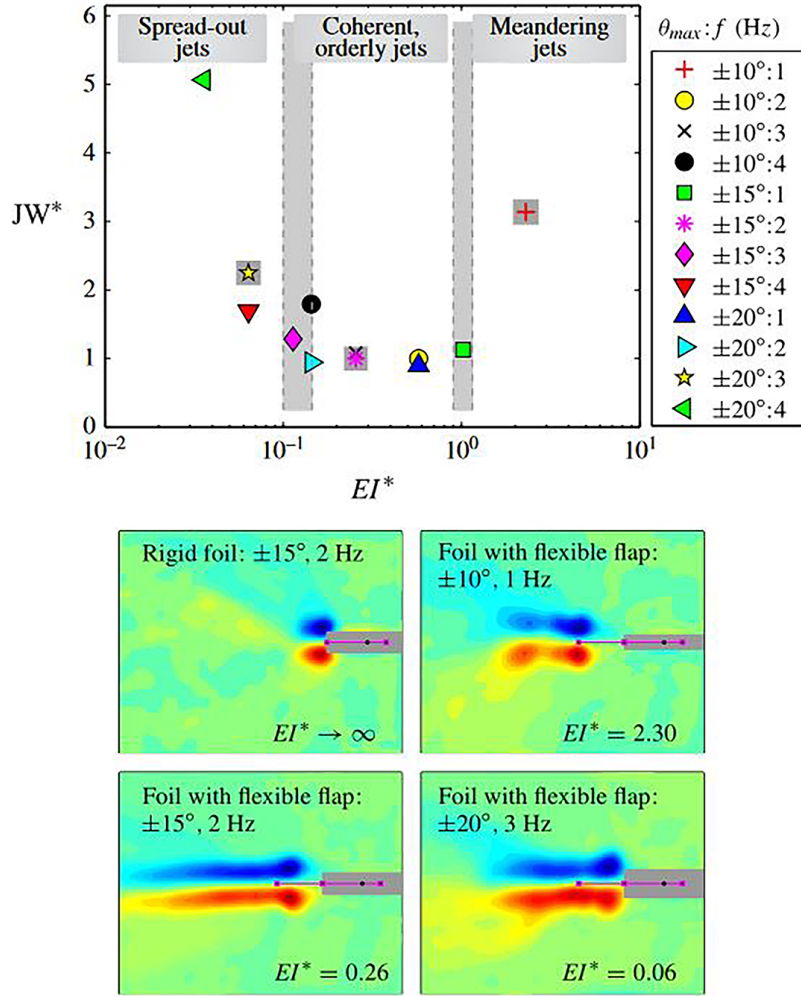 Spread-out
jets
Coherent,
orderly jets
Meandering
jets
θmax: f (Hz)
6
5
4
3
2
1
0
JW*
10⁻²
10⁻¹
10⁰
10¹
EI*
±10°:1
±10°:2
±10°:3
±10°:4
±15°:1
±15°:2
±15°:3
±15°:4
±20°:1
±20°:2
±20°:3
±20°:4
Rigid foil: ±15°, 2 Hz
EI* → ∞
Foil with flexible flap:
±10°, 1 Hz
EI* = 2.30
Foil with flexible flap:
±15°, 2 Hz
EI* = 0.26
Foil with flexible flap:
±20°, 3 Hz
EI* = 0.06